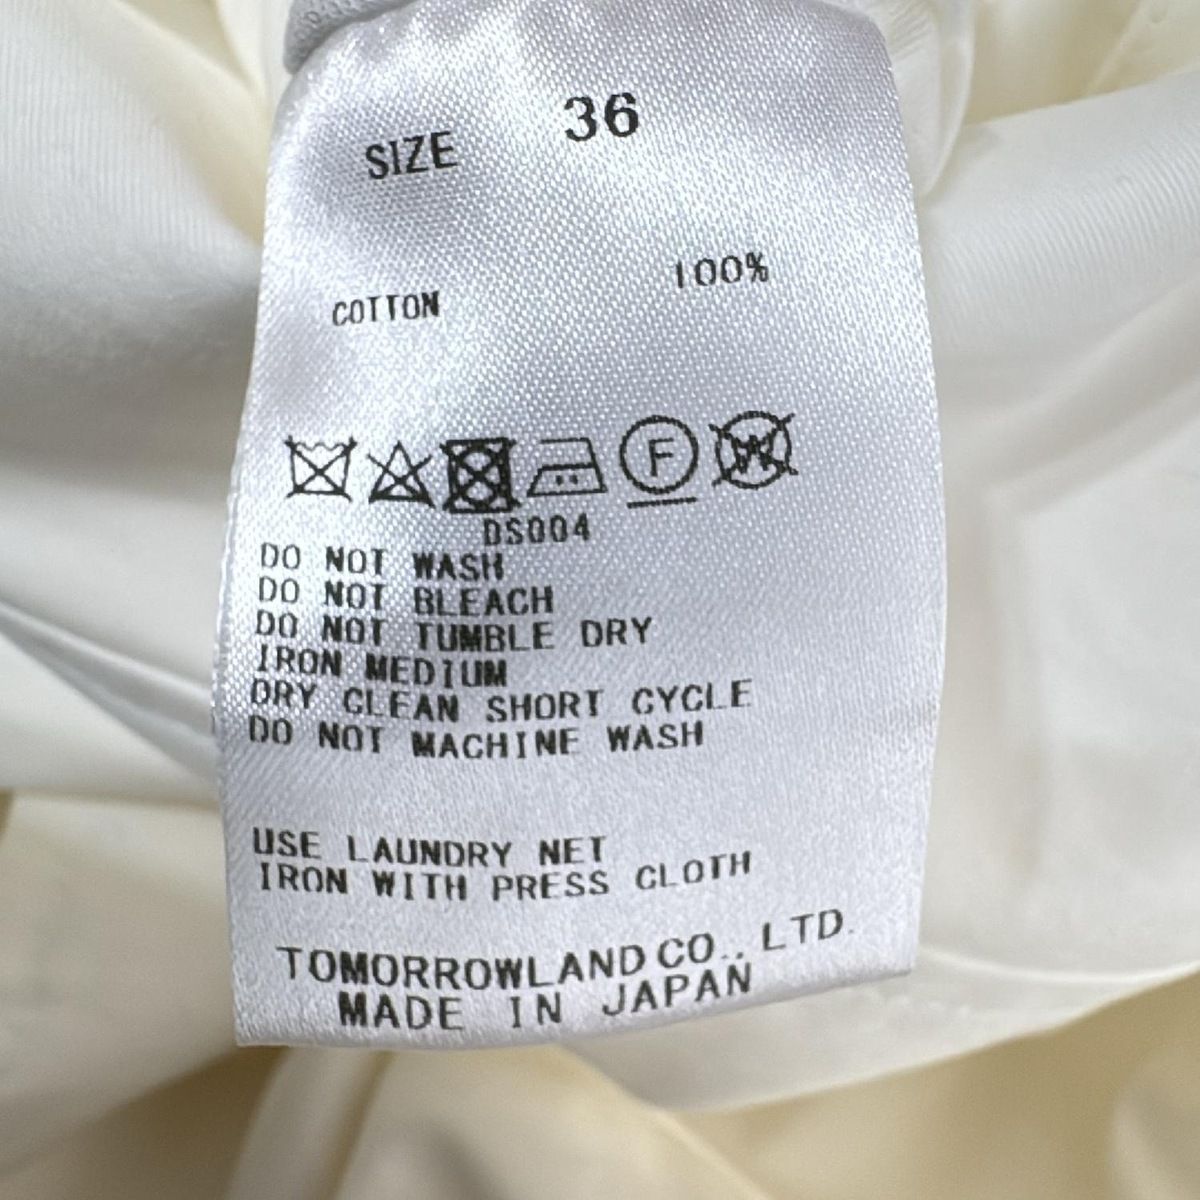 SIZE 36
COTTON 100%
F W
DS004
DO NOT WASH
DO NOT BLEACH
DO NOT TUMBLE DRY
IRON MEDIUM
DRY CLEAN SHORT CYCLE
DO NOT MACHINE WASH
USE LAUNDRY NET
IRON WITH PRESS CLOTH
TOMORROWLAND CO., LTD.
MADE IN JAPAN